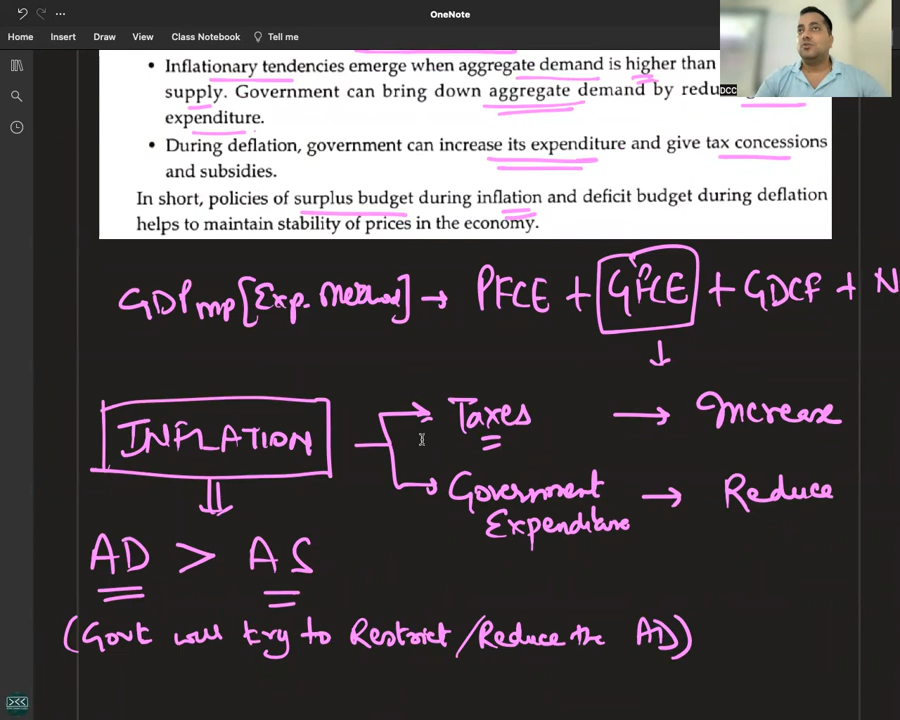 OneNote
Home Insert Draw View Class Notebook Tell me
• Inflationary tendencies emerge when aggregate demand is higher than
supply. Government can bring down aggregate demand by redu
expenditure.
• During deflation, government can increase its expenditure and give tax concessions
and subsidies.
In short, policies of surplus budget during inflation and deficit budget during deflation
helps to maintain stability of prices in the economy.
DCC
GDPmp [Exp. Method] → PFCE + GFCE + GDCF + N
INFLATION
Taxes → Increase
Government Expenditure → Reduce
AD > AS
(Govt will try to Restrict/Reduce the AD)